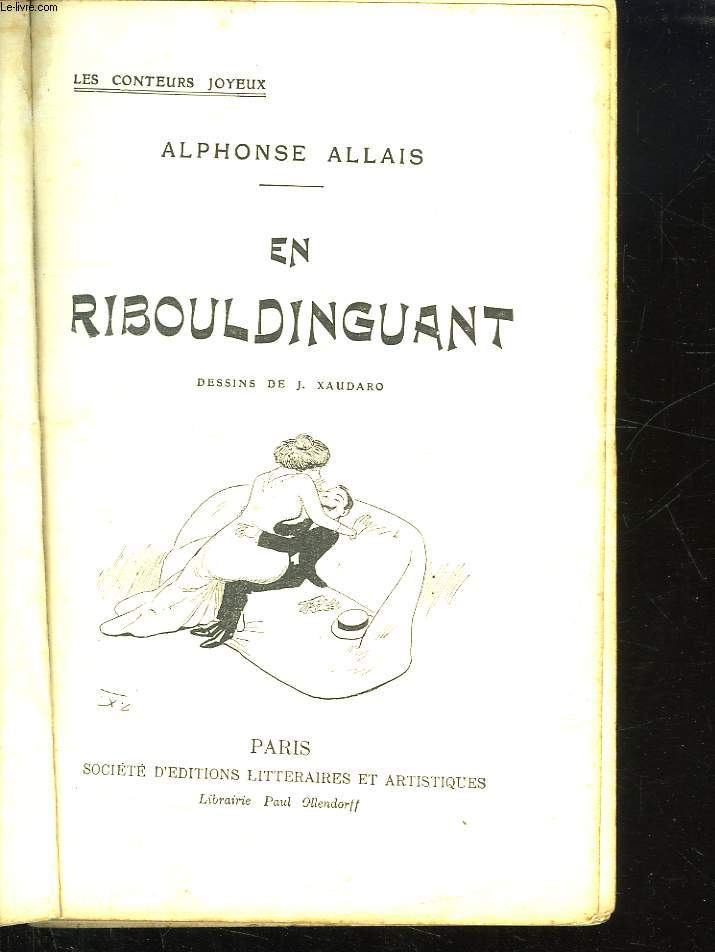 Le-livre.com
LES CONTEURS JOYEUX
ALPHONSE ALLAIS
EN
RIBOULDINGUANT
DESSINS DE J. XAUDARO
PARIS
SOCIÉTÉ D'EDITIONS LITTERAIRES ET ARTISTIQUES
Librairie Paul Ollendorff